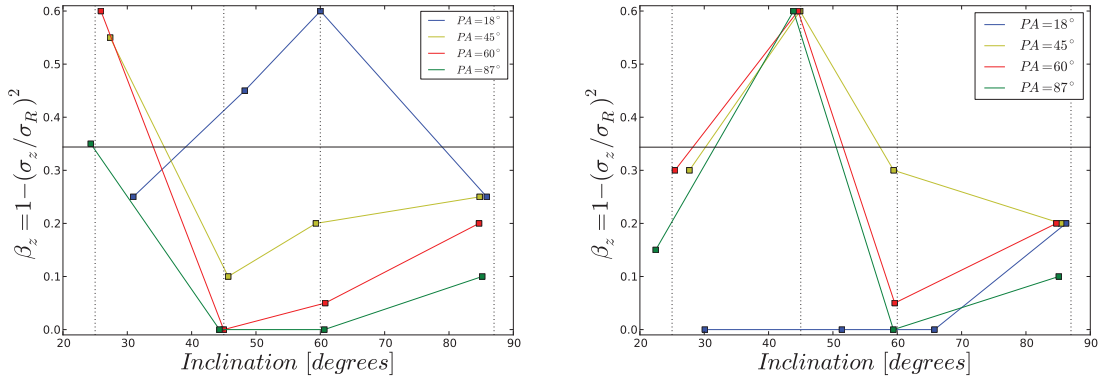 0.6
0.5
0.4
0.3
0.2
0.1
0.0
β_z = 1−(σ_z/σ_R)^2
20 30 40 50 60 70 80 90
Inclination [degrees]
PA=18°
PA=45°
PA=60°
PA=87°
0.6
0.5
0.4
0.3
0.2
0.1
0.0
β_z = 1−(σ_z/σ_R)^2
20 30 40 50 60 70 80 90
Inclination [degrees]
PA=18°
PA=45°
PA=60°
PA=87°